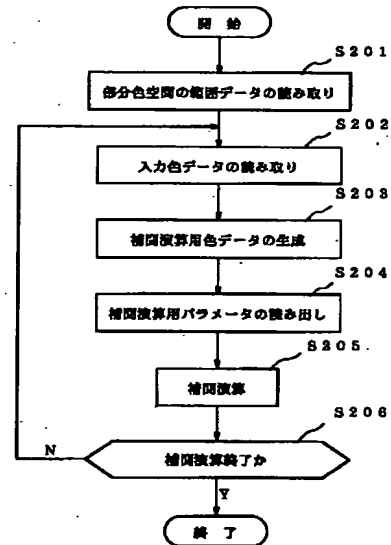 開 始
S201
部分色空間の範囲データの読み取り
S202
入力色データの読み取り
S203
補間演算用色データの生成
S204
補間演算用パラメータの読み出し
S205
補間演算
S206
補間演算終了か
N
Y
終 了